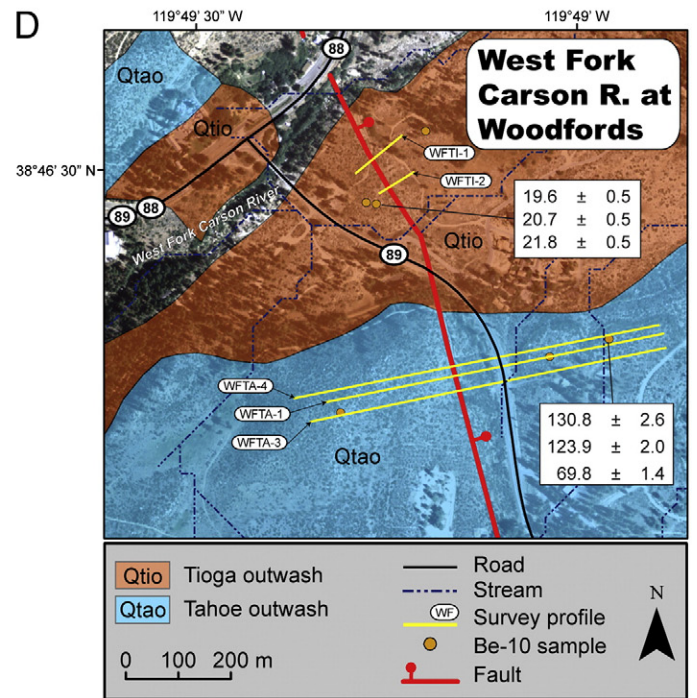 D
119°49' 30" W
119°49' W
38°46' 30" N
West Fork
Carson R. at
Woodfords
Qtao
88
Qtio
WFTI-1
WFTI-2
19.6 ± 0.5
20.7 ± 0.5
21.8 ± 0.5
89 88
West Fork Carson River
Qtio
89
WFTA-4
WFTA-1
WFTA-3
Qtao
130.8 ± 2.6
123.9 ± 2.0
69.8 ± 1.4
Qtio Tioga outwash
Qtao Tahoe outwash
0 100 200 m
Road
Stream
WF Survey profile
Be-10 sample
Fault
N